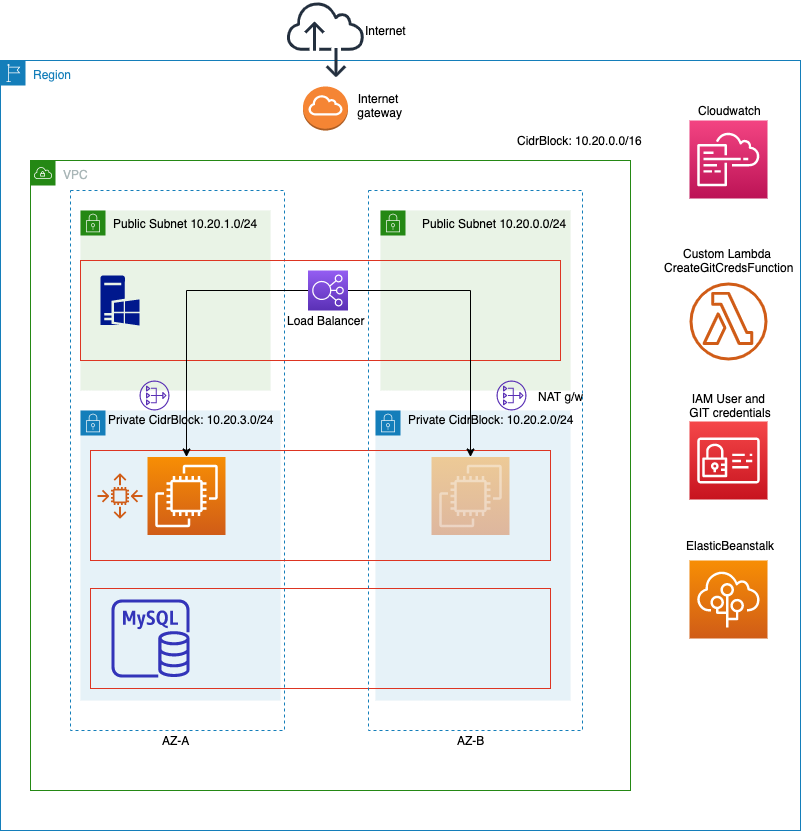 Internet
Region
Internet
gateway
CidrBlock: 10.20.0.0/16
Cloudwatch
VPC
Public Subnet 10.20.1.0/24
Public Subnet 10.20.0.0/24
Custom Lambda
CreateGitCredsFunction
Load Balancer
NAT g/w
IAM User and
GIT credentials
Private CidrBlock: 10.20.3.0/24
Private CidrBlock: 10.20.2.0/24
ElasticBeanstalk
MySQL
AZ-A
AZ-B